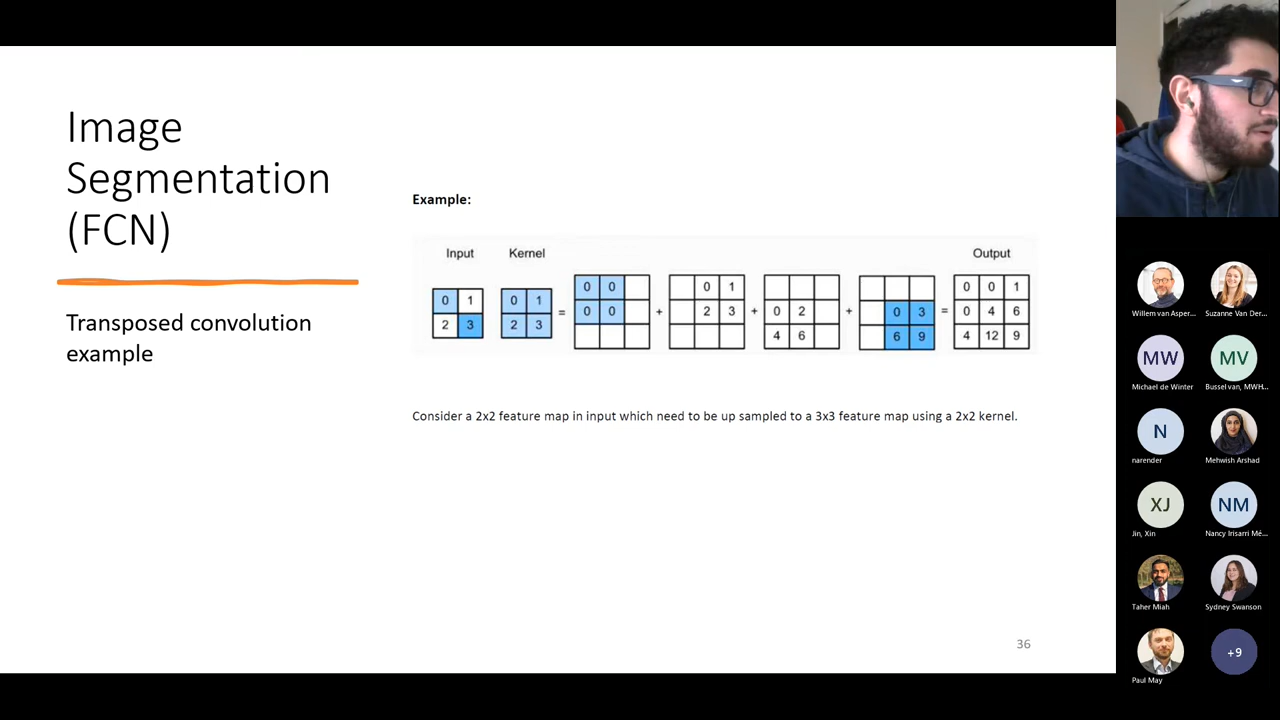 Image
Segmentation
(FCN)
Transposed convolution
example
Example:
Input Kernel Output
0 0 0 1 0 0 1
0 1 0 1 0 0 2 3 0 2 0 3 0 4 6
2 3 2 3 = + + 4 6 + 6 9 = 4 12 9
Consider a 2x2 feature map in input which need to be up sampled to a 3x3 feature map using a 2x2 kernel.
36
Willem van Asper... Suzanne Van Der...
MW MV
Michael de Winter Bussel van, MWH...
N
narender Mehwish Arshad
XJ NM
Jin, Xin Nancy Irisarri Mé...
Taher Miah Sydney Swanson
+9
Paul May